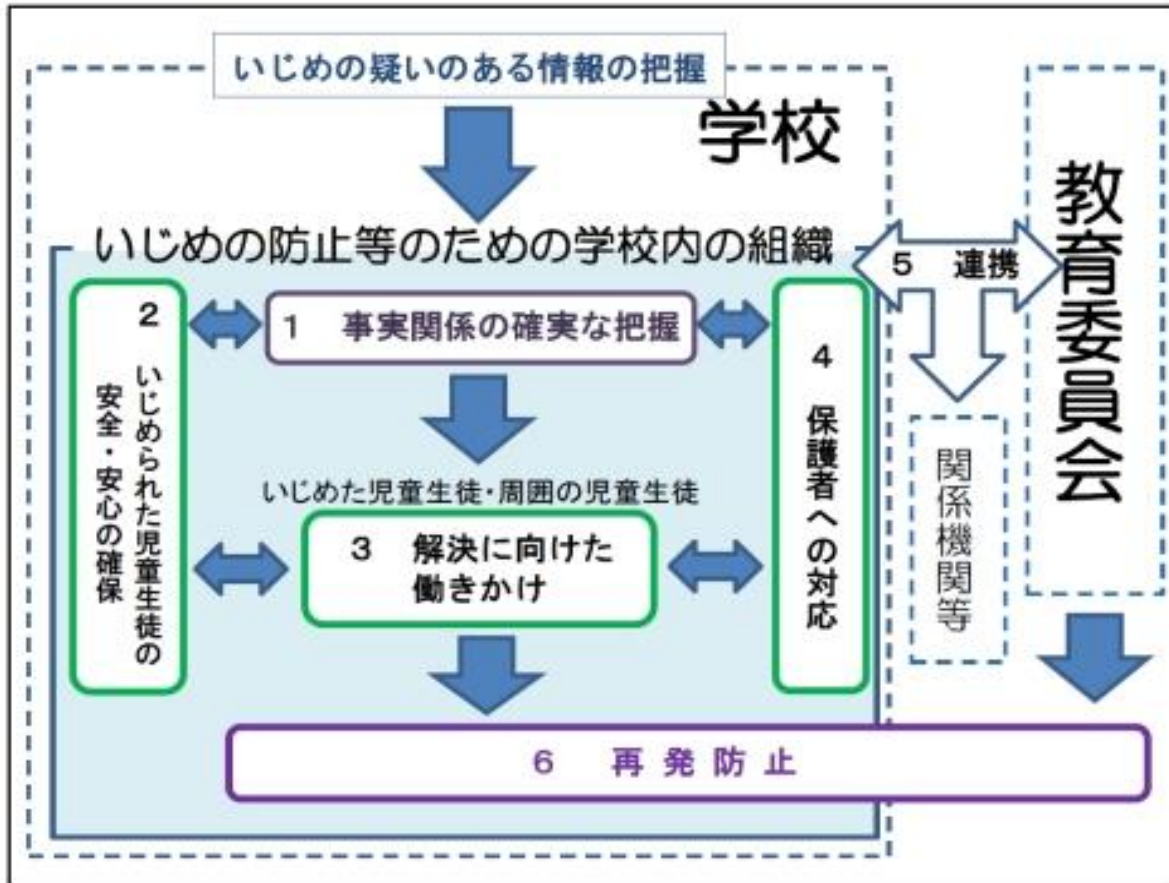 いじめの疑いのある情報の把握
学校
いじめの防止等のための学校内の組織
1 事実関係の確実な把握
2 いじめられた児童生徒の
安全・安心の確保
いじめた児童生徒・周囲の児童生徒
3 解決に向けた
働きかけ
4 保護者への対応
5 連携
教育委員会
関係機関等
6 再発防止